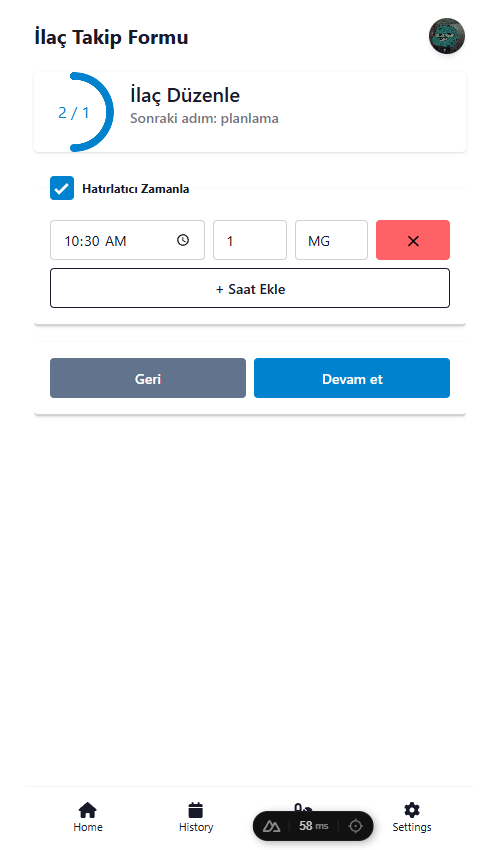 İlaç Takip Formu
2 / 1
İlaç Düzenle
Sonraki adım: planlama
Hatırlatıcı Zamanla
10:30 AM
1
MG
+ Saat Ekle
Geri
Devam et
Home
History
Settings
58 ms